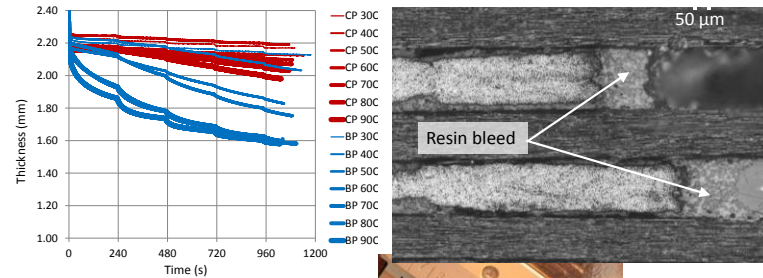 2.40
2.20
2.00
1.80
1.60
1.40
1.20
1.00
Thickness (mm)
0
240
480
720
960
1200
Time (s)
CP 30C
CP 40C
CP 50C
CP 60C
CP 70C
CP 80C
CP 90C
BP 30C
BP 40C
BP 50C
BP 60C
BP 70C
BP 80C
BP 90C
50 µm
Resin bleed